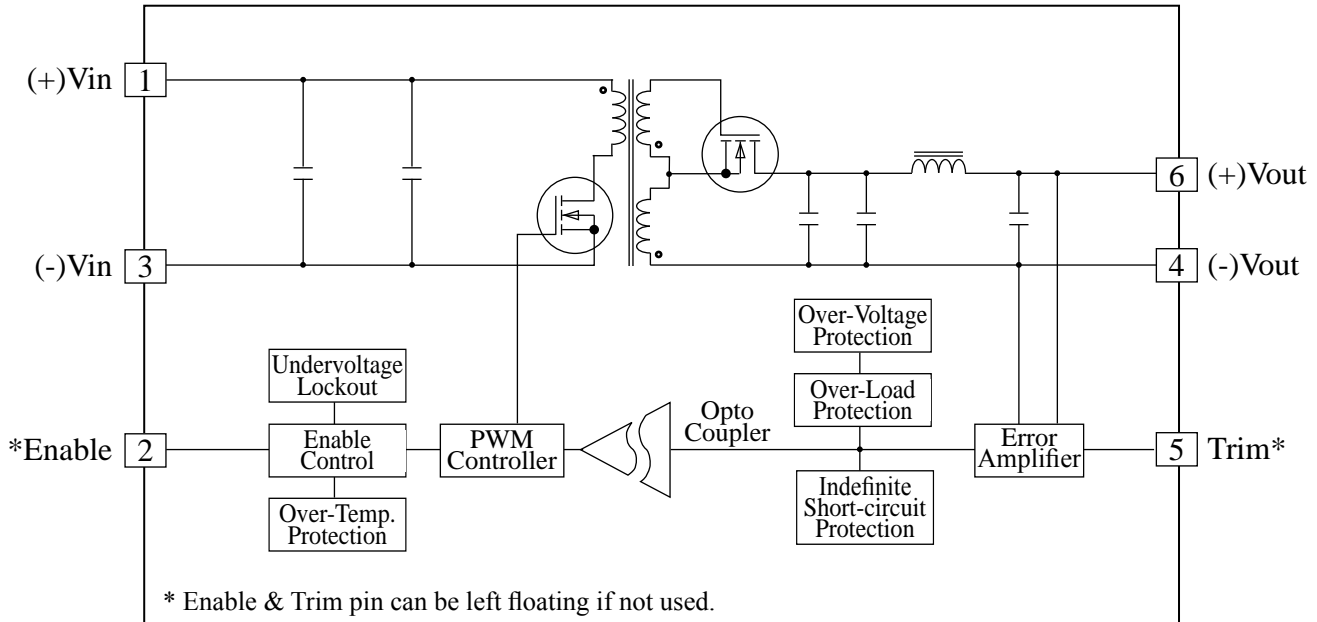 (+)Vin 1
6 (+)Vout
(-)Vin 3
4 (-)Vout
Over-Voltage
Protection
Undervoltage
Lockout
Over-Load
Protection
Opto
Coupler
*Enable 2
Enable
Control
PWM
Controller
Error
Amplifier
5 Trim*
Indefinite
Short-circuit
Protection
Over-Temp.
Protection
* Enable & Trim pin can be left floating if not used.